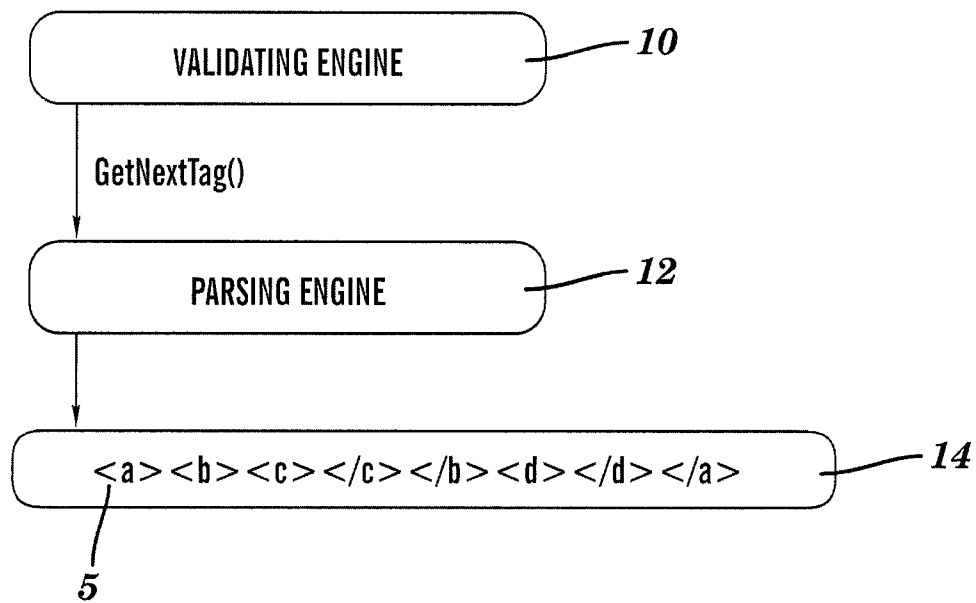 VALIDATING ENGINE
10
GetNextTag()
PARSING ENGINE
12
<a><b><c></c></b><d></d></a>
14
5